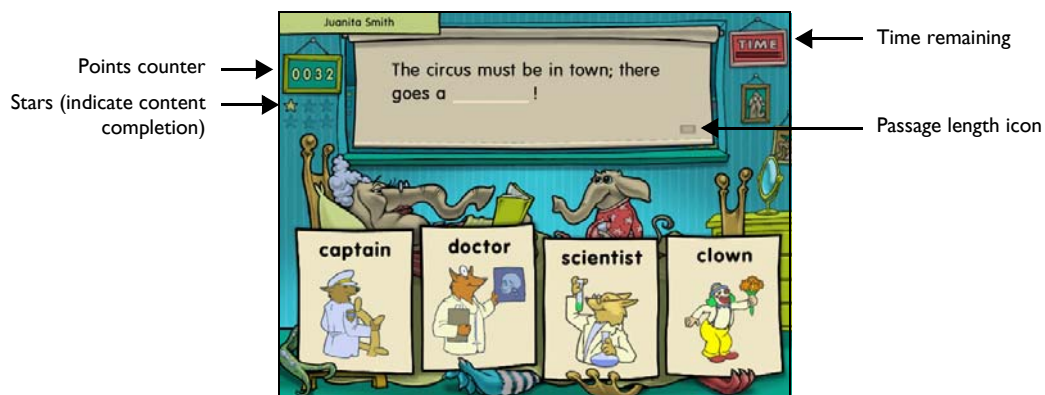 Juanita Smith
TIME
Time remaining
Points counter
0032
The circus must be in town; there
goes a ________ !
Stars (indicate content
completion)
Passage length icon
captain
doctor
scientist
clown